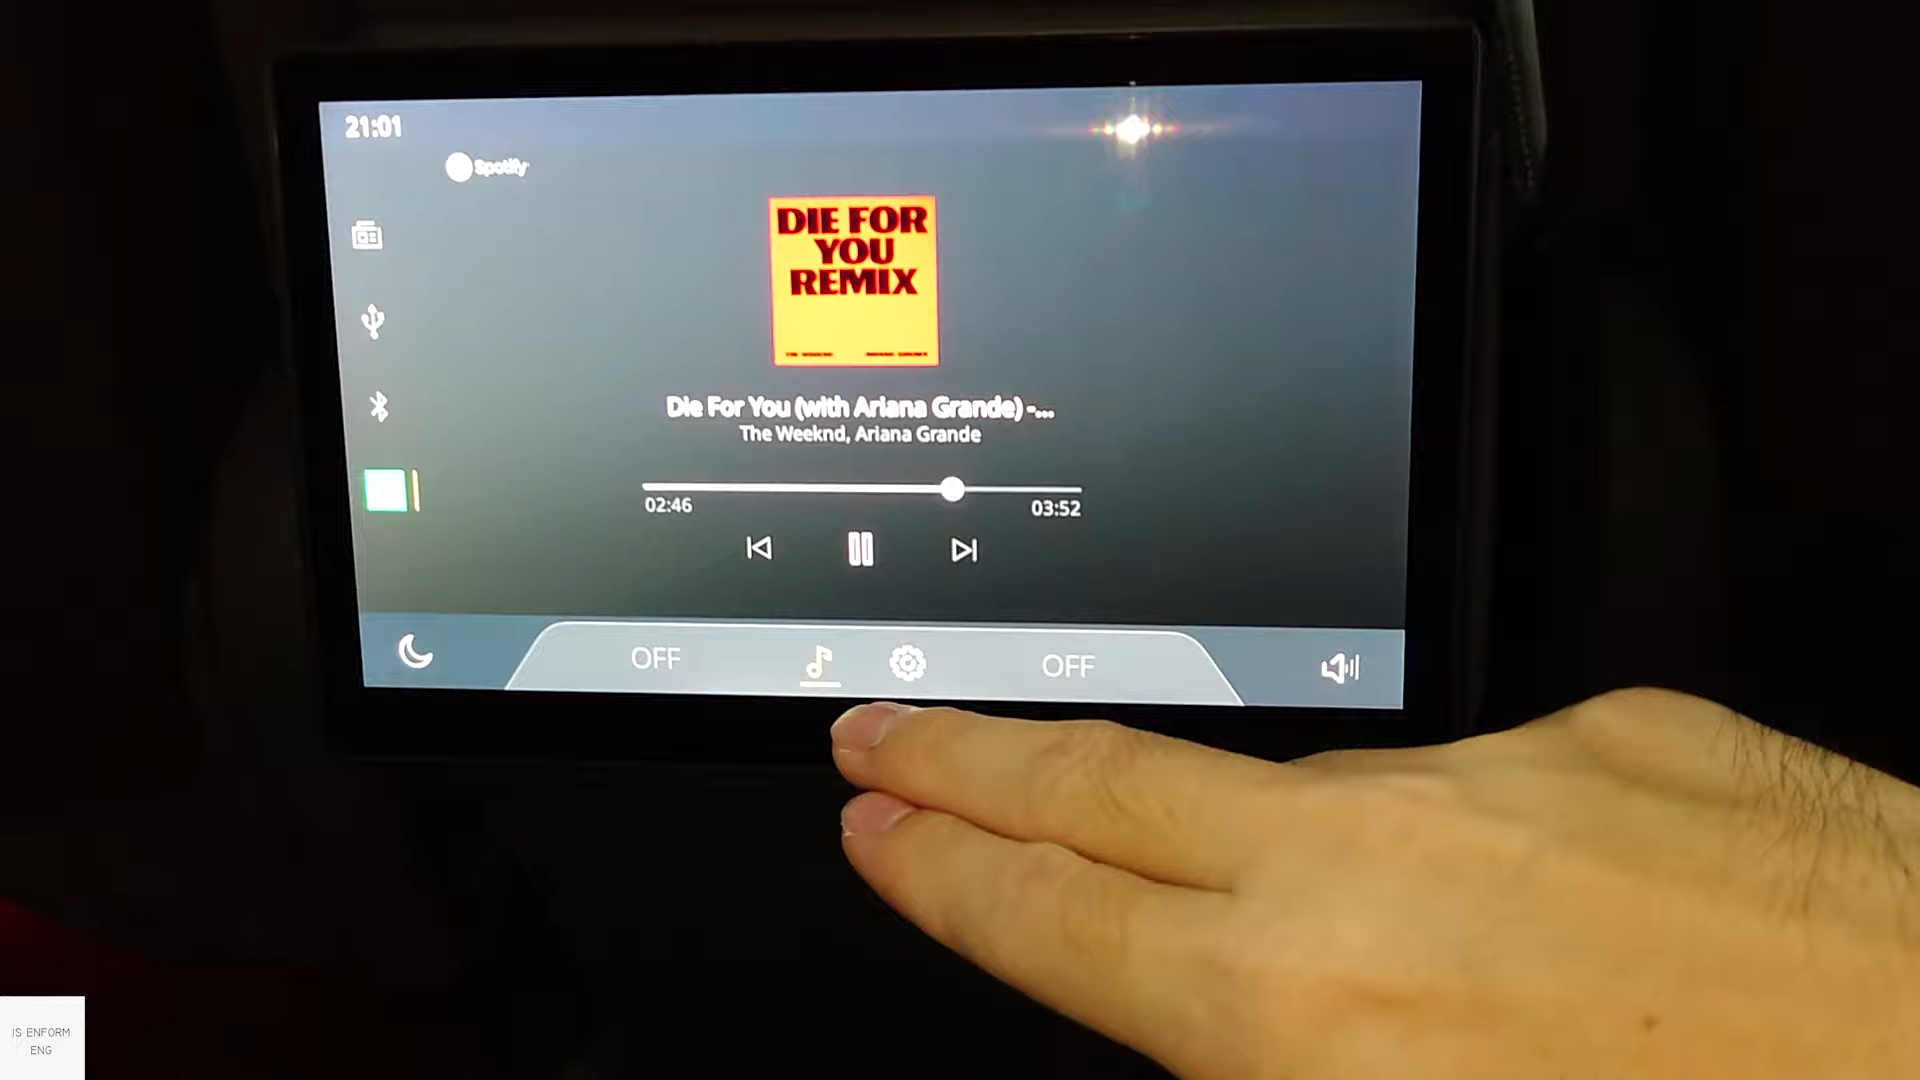 21:01
Spotify
DIE FOR
YOU
REMIX
Die For You (with Ariana Grande) -...
The Weeknd, Ariana Grande
02:46
03:52
OFF
OFF
IS ENFORM
ENG